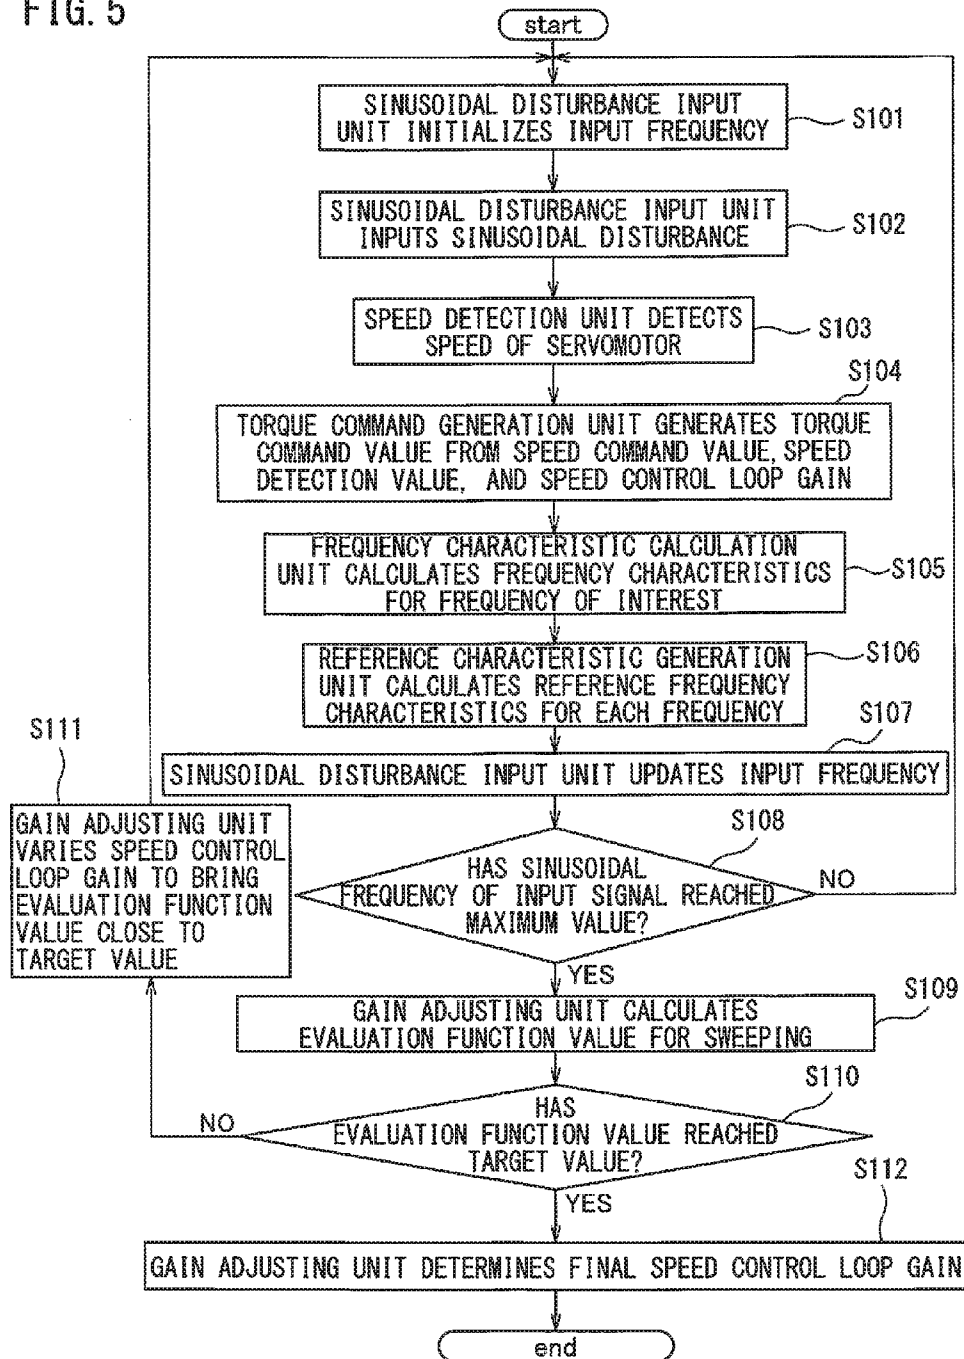 FIG. 5
start
SINUSOIDAL DISTURBANCE INPUT
UNIT INITIALIZES INPUT FREQUENCY
S101
SINUSOIDAL DISTURBANCE INPUT UNIT
INPUTS SINUSOIDAL DISTURBANCE
S102
SPEED DETECTION UNIT DETECTS
SPEED OF SERVOMOTOR
S103
S104
TORQUE COMMAND GENERATION UNIT GENERATES TORQUE
COMMAND VALUE FROM SPEED COMMAND VALUE, SPEED
DETECTION VALUE, AND SPEED CONTROL LOOP GAIN
FREQUENCY CHARACTERISTIC CALCULATION
UNIT CALCULATES FREQUENCY CHARACTERISTICS
FOR FREQUENCY OF INTEREST
S105
REFERENCE CHARACTERISTIC GENERATION
UNIT CALCULATES REFERENCE FREQUENCY
CHARACTERISTICS FOR EACH FREQUENCY
S106
S107
SINUSOIDAL DISTURBANCE INPUT UNIT UPDATES INPUT FREQUENCY
S111
GAIN ADJUSTING UNIT
VARIES SPEED CONTROL
LOOP GAIN TO BRING
EVALUATION FUNCTION
VALUE CLOSE TO
TARGET VALUE
S108
HAS SINUSOIDAL
FREQUENCY OF INPUT SIGNAL REACHED
MAXIMUM VALUE?
NO
YES
S109
GAIN ADJUSTING UNIT CALCULATES
EVALUATION FUNCTION VALUE FOR SWEEPING
S110
HAS
EVALUATION FUNCTION VALUE REACHED
TARGET VALUE?
NO
YES
S112
GAIN ADJUSTING UNIT DETERMINES FINAL SPEED CONTROL LOOP GAIN
end